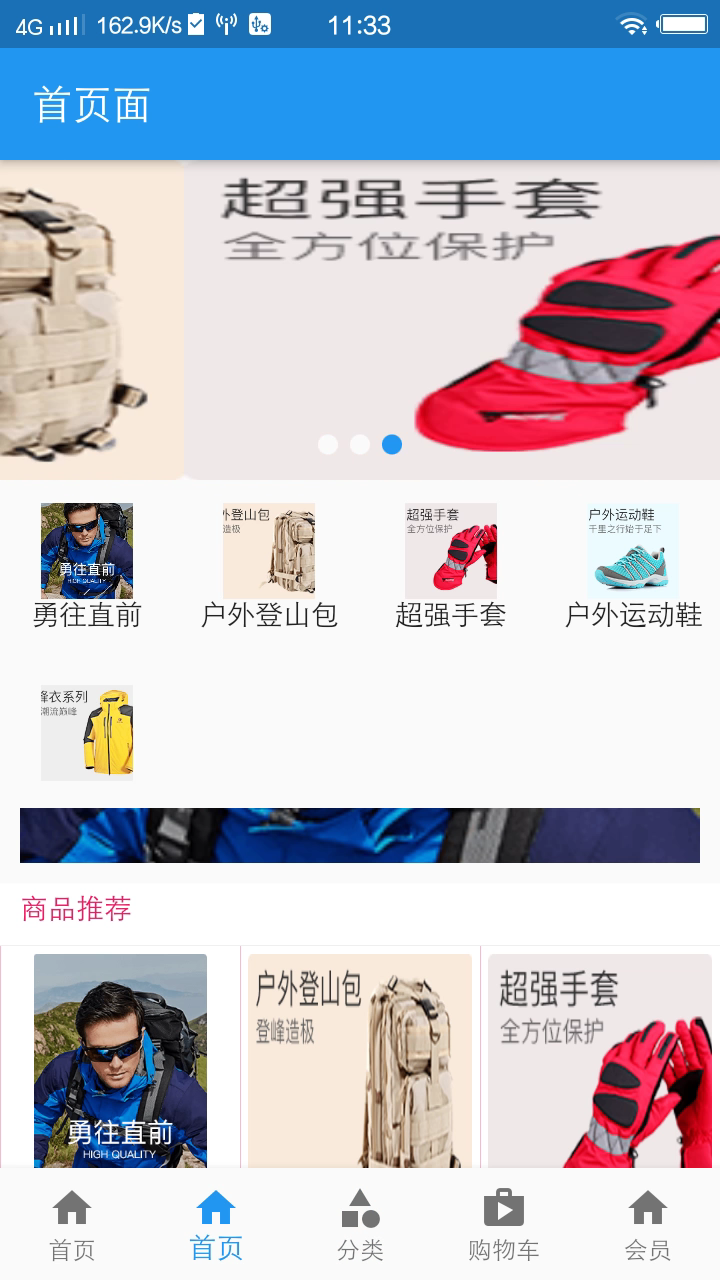 4G 162.9K/s 11:33
首页面
超强手套
全方位保护
勇往直前
HIGH QUALITY
外登山包
造极
超强手套
全方位保护
户外运动鞋
千里之行始于足下
勇往直前
户外登山包
超强手套
户外运动鞋
锋衣系列
潮流巅峰
商品推荐
户外登山包
登峰造极
超强手套
全方位保护
勇往直前
HIGH QUALITY
首页
首页
分类
购物车
会员